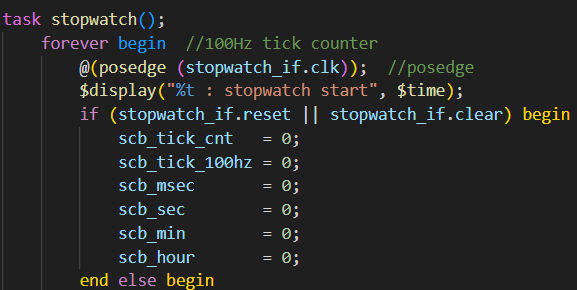 task stopwatch();
    forever begin  //100Hz tick counter
        @(posedge (stopwatch_if.clk));  //posedge
        $display("%t : stopwatch start", $time);
        if (stopwatch_if.reset || stopwatch_if.clear) begin
            scb_tick_cnt   = 0;
            scb_tick_100hz = 0;
            scb_msec       = 0;
            scb_sec        = 0;
            scb_min        = 0;
            scb_hour       = 0;
        end else begin